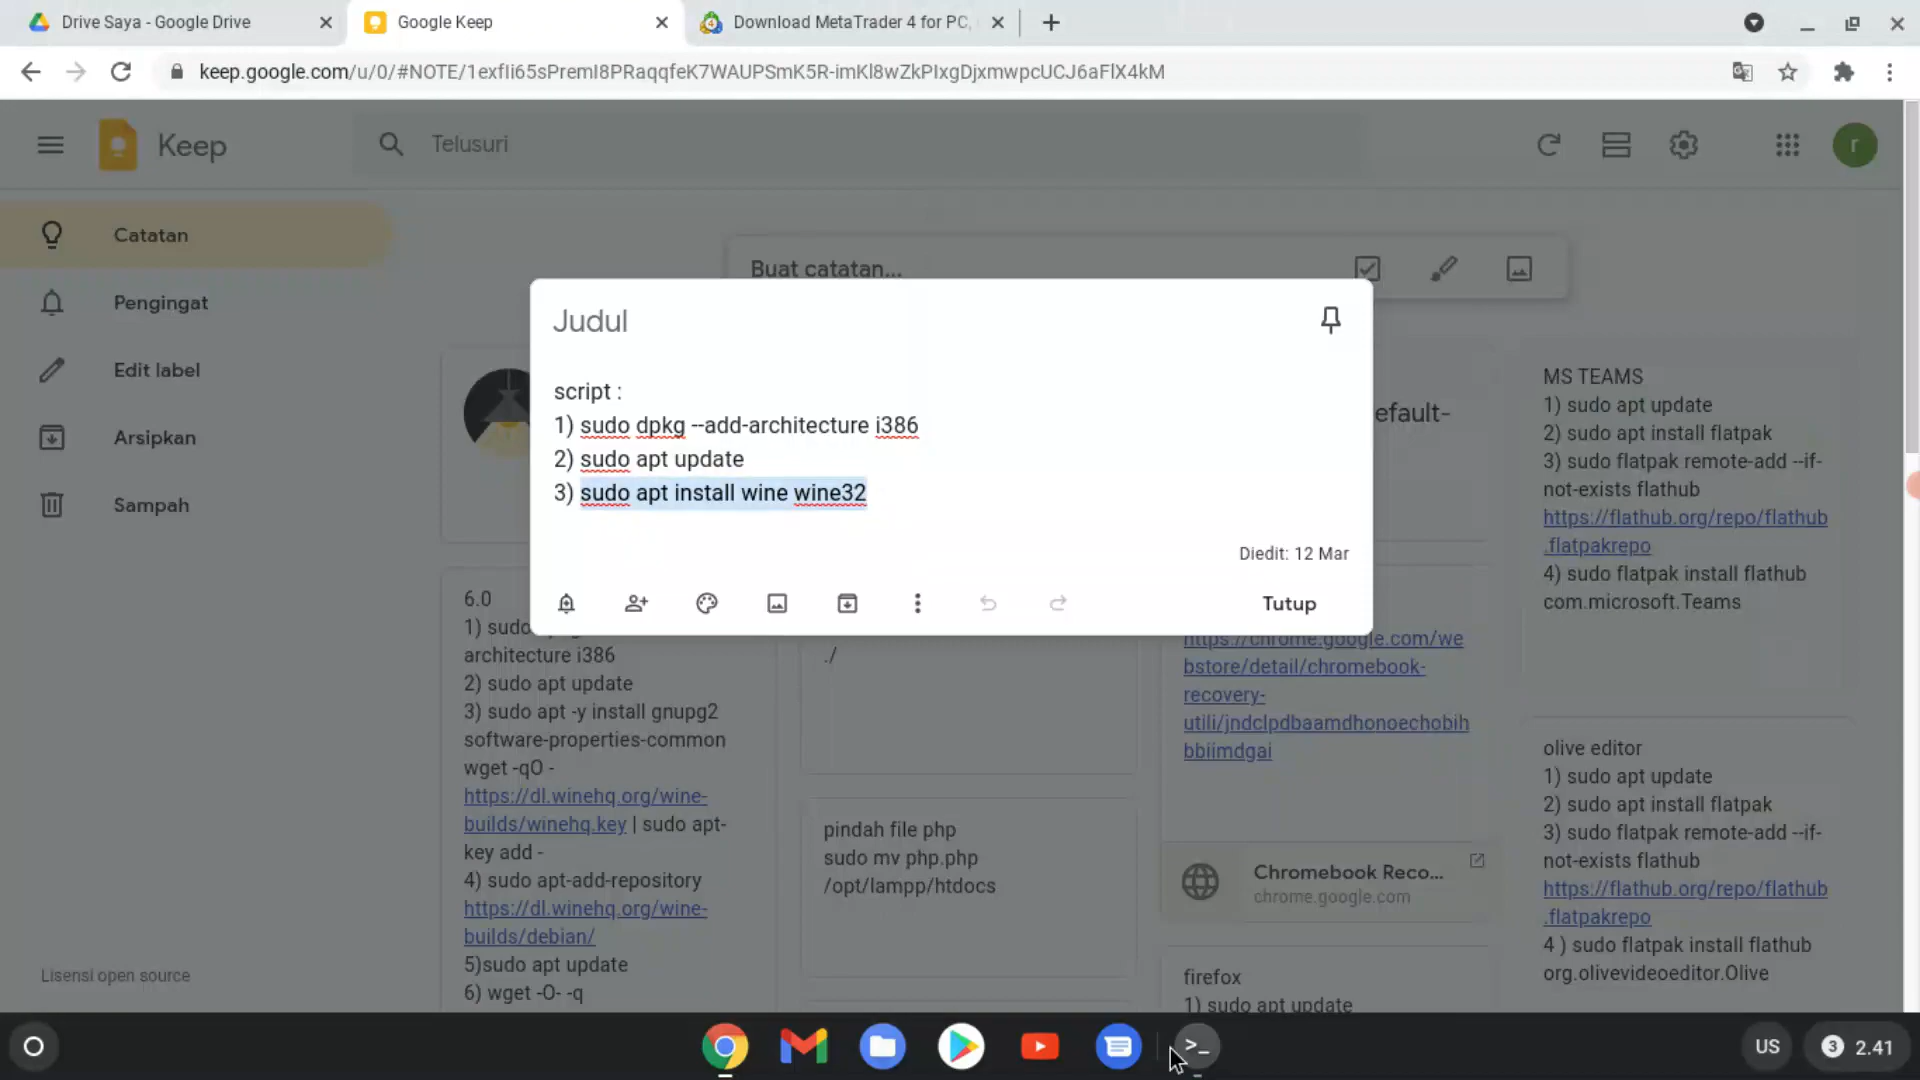 Drive Saya - Google Drive
Google Keep
Download MetaTrader 4 for PC,
keep.google.com/u/0/#NOTE/1exfIi65sPremI8PRaqqfeK7WAUPSmK5R-imKl8wZkPIxgDjxmwpcUCJ6aFlX4kM
Keep
Telusuri
r
Catatan
Pengingat
Edit label
Arsipkan
Sampah
Lisensi open source
Buat catatan...
Judul
script :
1) sudo dpkg --add-architecture i386
2) sudo apt update
3) sudo apt install wine wine32
Diedit: 12 Mar
Tutup
6.0
1) sudo
architecture i386
2) sudo apt update
3) sudo apt -y install gnupg2
software-properties-common
wget -qO -
https://dl.winehq.org/wine-
builds/winehq.key | sudo apt-
key add -
4) sudo apt-add-repository
https://dl.winehq.org/wine-
builds/debian/
5)sudo apt update
6) wget -O- -q
./
pindah file php
sudo mv php.php
/opt/lampp/htdocs
efault-
https://chrome.google.com/we
bstore/detail/chromebook-
recovery-
utili/jndclpdbaamdhonoechobih
bbiimdgai
Chromebook Reco...
chrome.google.com
firefox
1) sudo apt update
MS TEAMS
1) sudo apt update
2) sudo apt install flatpak
3) sudo flatpak remote-add --if-
not-exists flathub
https://flathub.org/repo/flathub
.flatpakrepo
4) sudo flatpak install flathub
com.microsoft.Teams
olive editor
1) sudo apt update
2) sudo apt install flatpak
3) sudo flatpak remote-add --if-
not-exists flathub
https://flathub.org/repo/flathub
.flatpakrepo
4 ) sudo flatpak install flathub
org.olivevideoeditor.Olive
US
3
2.41